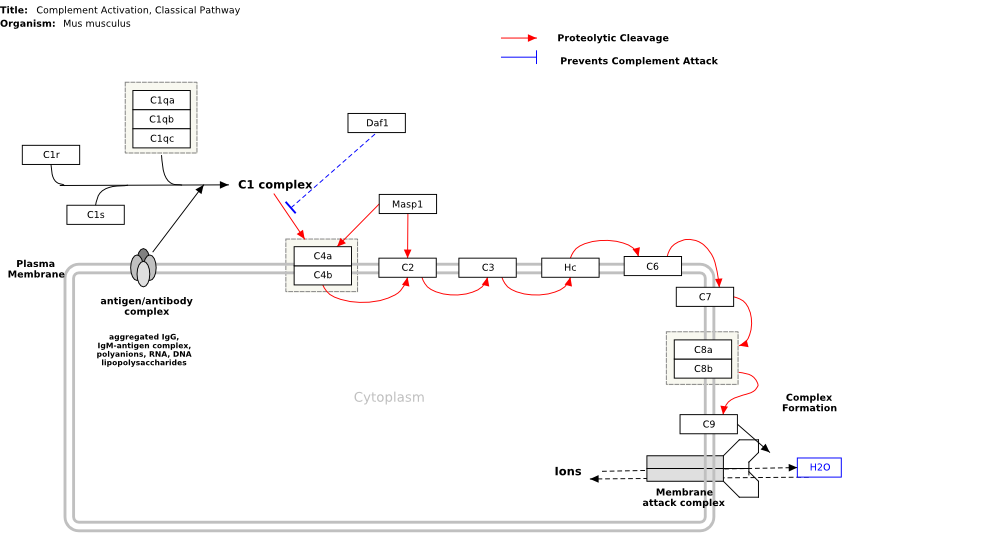 Title: Complement Activation, Classical Pathway
Organism: Mus musculus
Proteolytic Cleavage
Prevents Complement Attack
C1qa
C1qb
C1qc
Daf1
C1r
C1 complex
Masp1
C1s
C4a
C4b
C2
C3
Hc
C6
Plasma
Membrane
C7
antigen/antibody
complex
aggregated IgG,
IgM-antigen complex,
polyanions, RNA, DNA
lipopolysaccharides
C8a
C8b
Cytoplasm
Complex
Formation
C9
Ions
H2O
Membrane
attack complex